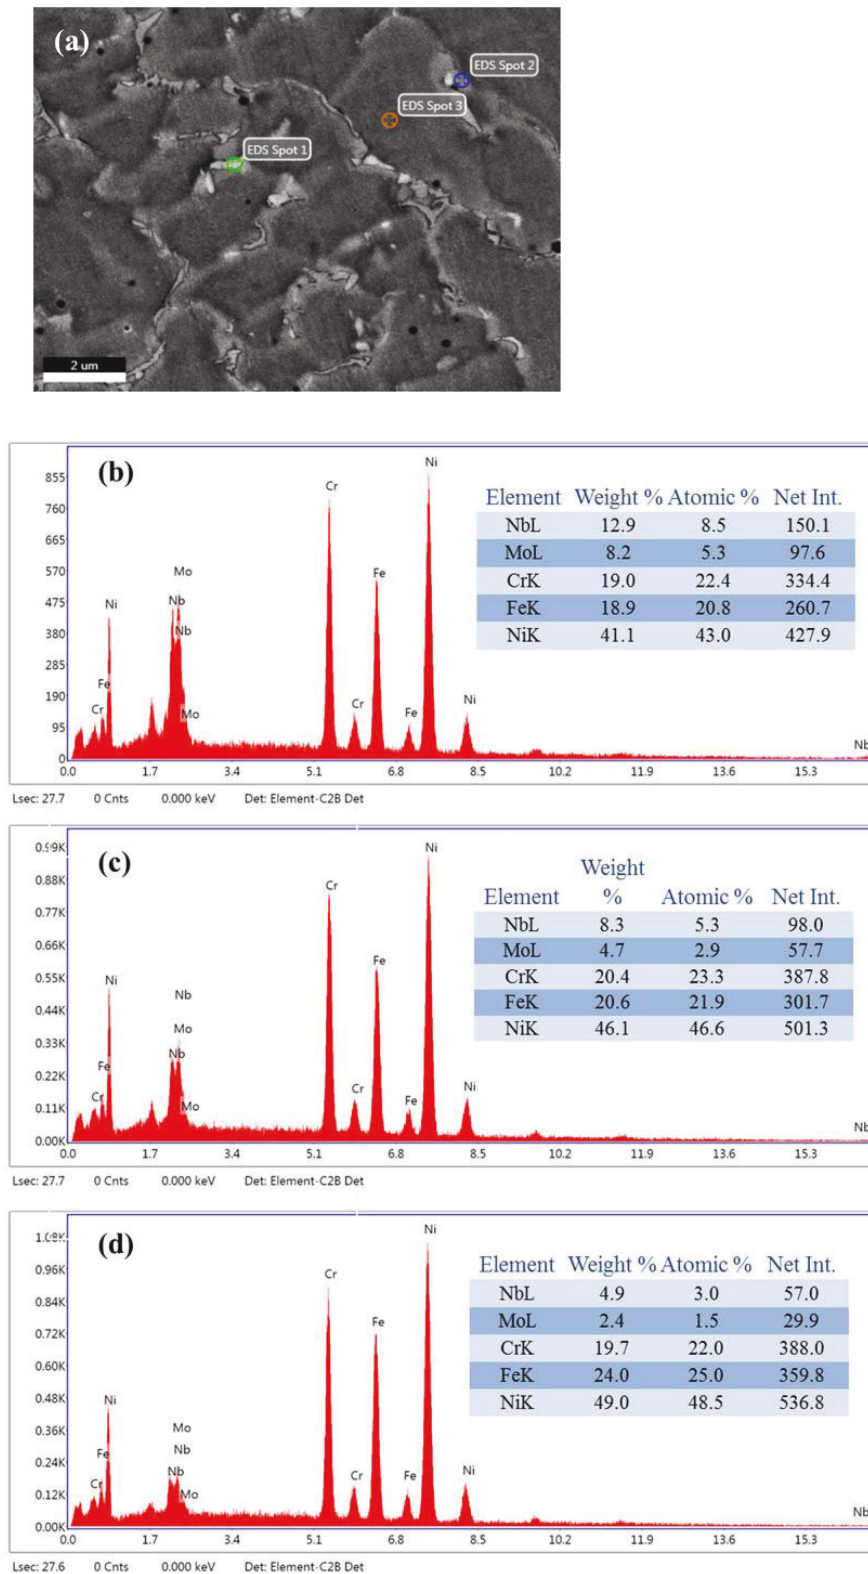 (a)
EDS Spot 2
EDS Spot 3
EDS Spot 1
2 um
(b)
Ni
Cr
855
760
665
570
475
380
285
190
95
0
Mo
Fe
Ni
Nb
Nb
Fe
Cr
Mo
Cr
Fe
Ni
Nb
Element Weight % Atomic % Net Int.
NbL 12.9 8.5 150.1
MoL 8.2 5.3 97.6
CrK 19.0 22.4 334.4
FeK 18.9 20.8 260.7
NiK 41.1 43.0 427.9
0.0 1.7 3.4 5.1 6.8 8.5 10.2 11.9 13.6 15.3
Lsec: 27.7 0 Cnts 0.000 keV Det: Element-C2B Det
(c)
Ni
Cr
0.99K
0.88K
0.77K
0.66K
0.55K
0.44K
0.33K
0.22K
0.11K
0.00K
Fe
Ni
Nb
Mo
Nb
Fe
Cr
Mo
Cr
Fe
Ni
Nb
Weight
Element % Atomic % Net Int.
NbL 8.3 5.3 98.0
MoL 4.7 2.9 57.7
CrK 20.4 23.3 387.8
FeK 20.6 21.9 301.7
NiK 46.1 46.6 501.3
0.0 1.7 3.4 5.1 6.8 8.5 10.2 11.9 13.6 15.3
Lsec: 27.7 0 Cnts 0.000 keV Det: Element-C2B Det
(d)
Ni
Cr
1.08K
0.96K
0.84K
0.72K
0.60K
0.48K
0.36K
0.24K
0.12K
0.00K
Fe
Ni
Mo
Nb
Nb
Fe
Cr
Mo
Cr
Fe
Ni
Nb
Element Weight % Atomic % Net Int.
NbL 4.9 3.0 57.0
MoL 2.4 1.5 29.9
CrK 19.7 22.0 388.0
FeK 24.0 25.0 359.8
NiK 49.0 48.5 536.8
0.0 1.7 3.4 5.1 6.8 8.5 10.2 11.9 13.6 15.3
Lsec: 27.6 0 Cnts 0.000 keV Det: Element-C2B Det